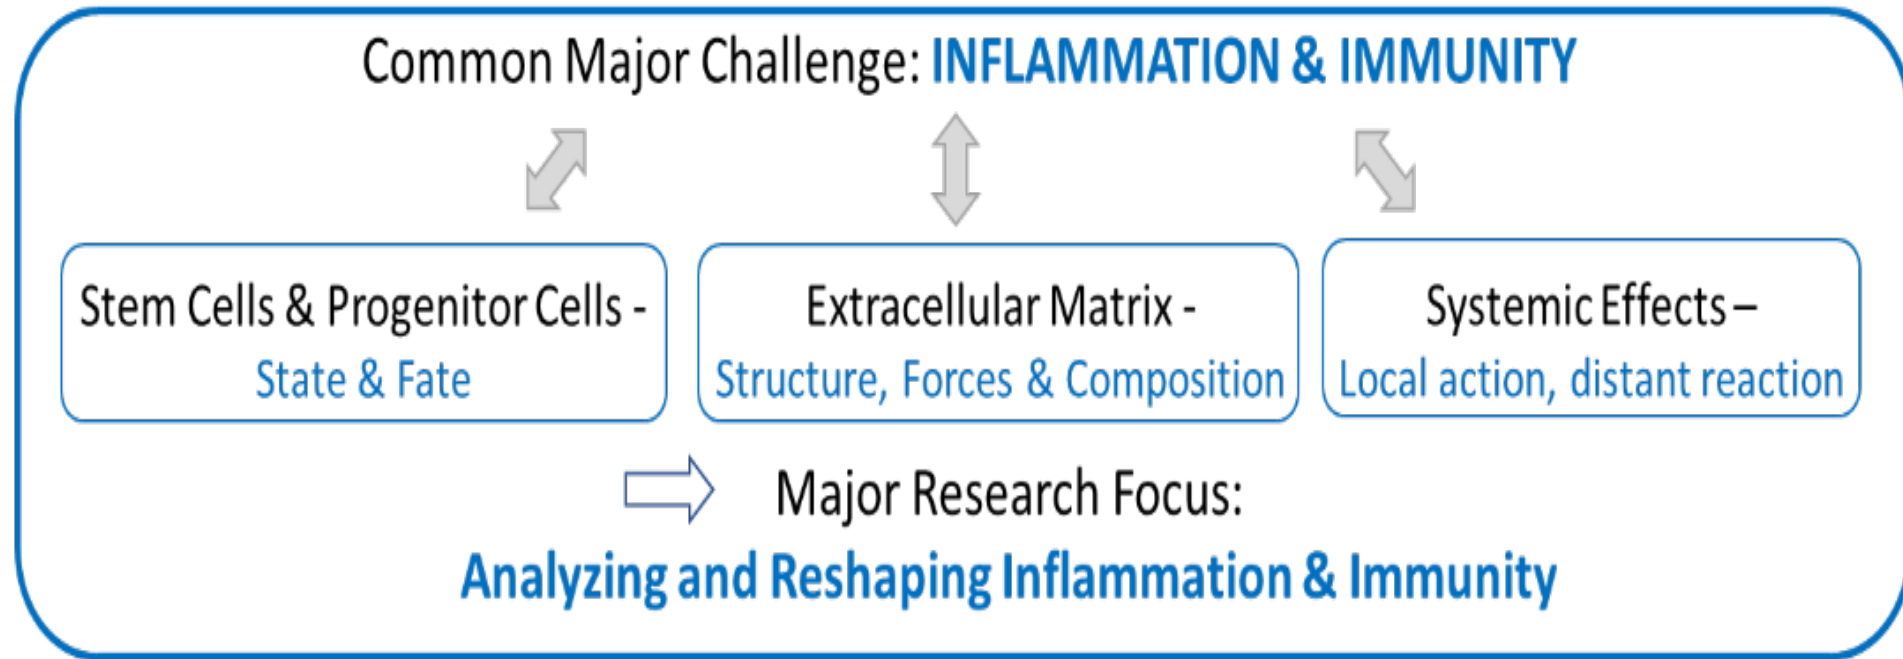 Common Major Challenge: INFLAMMATION & IMMUNITY
Stem Cells & Progenitor Cells -
State & Fate
Extracellular Matrix -
Structure, Forces & Composition
Systemic Effects –
Local action, distant reaction
Major Research Focus:
Analyzing and Reshaping Inflammation & Immunity